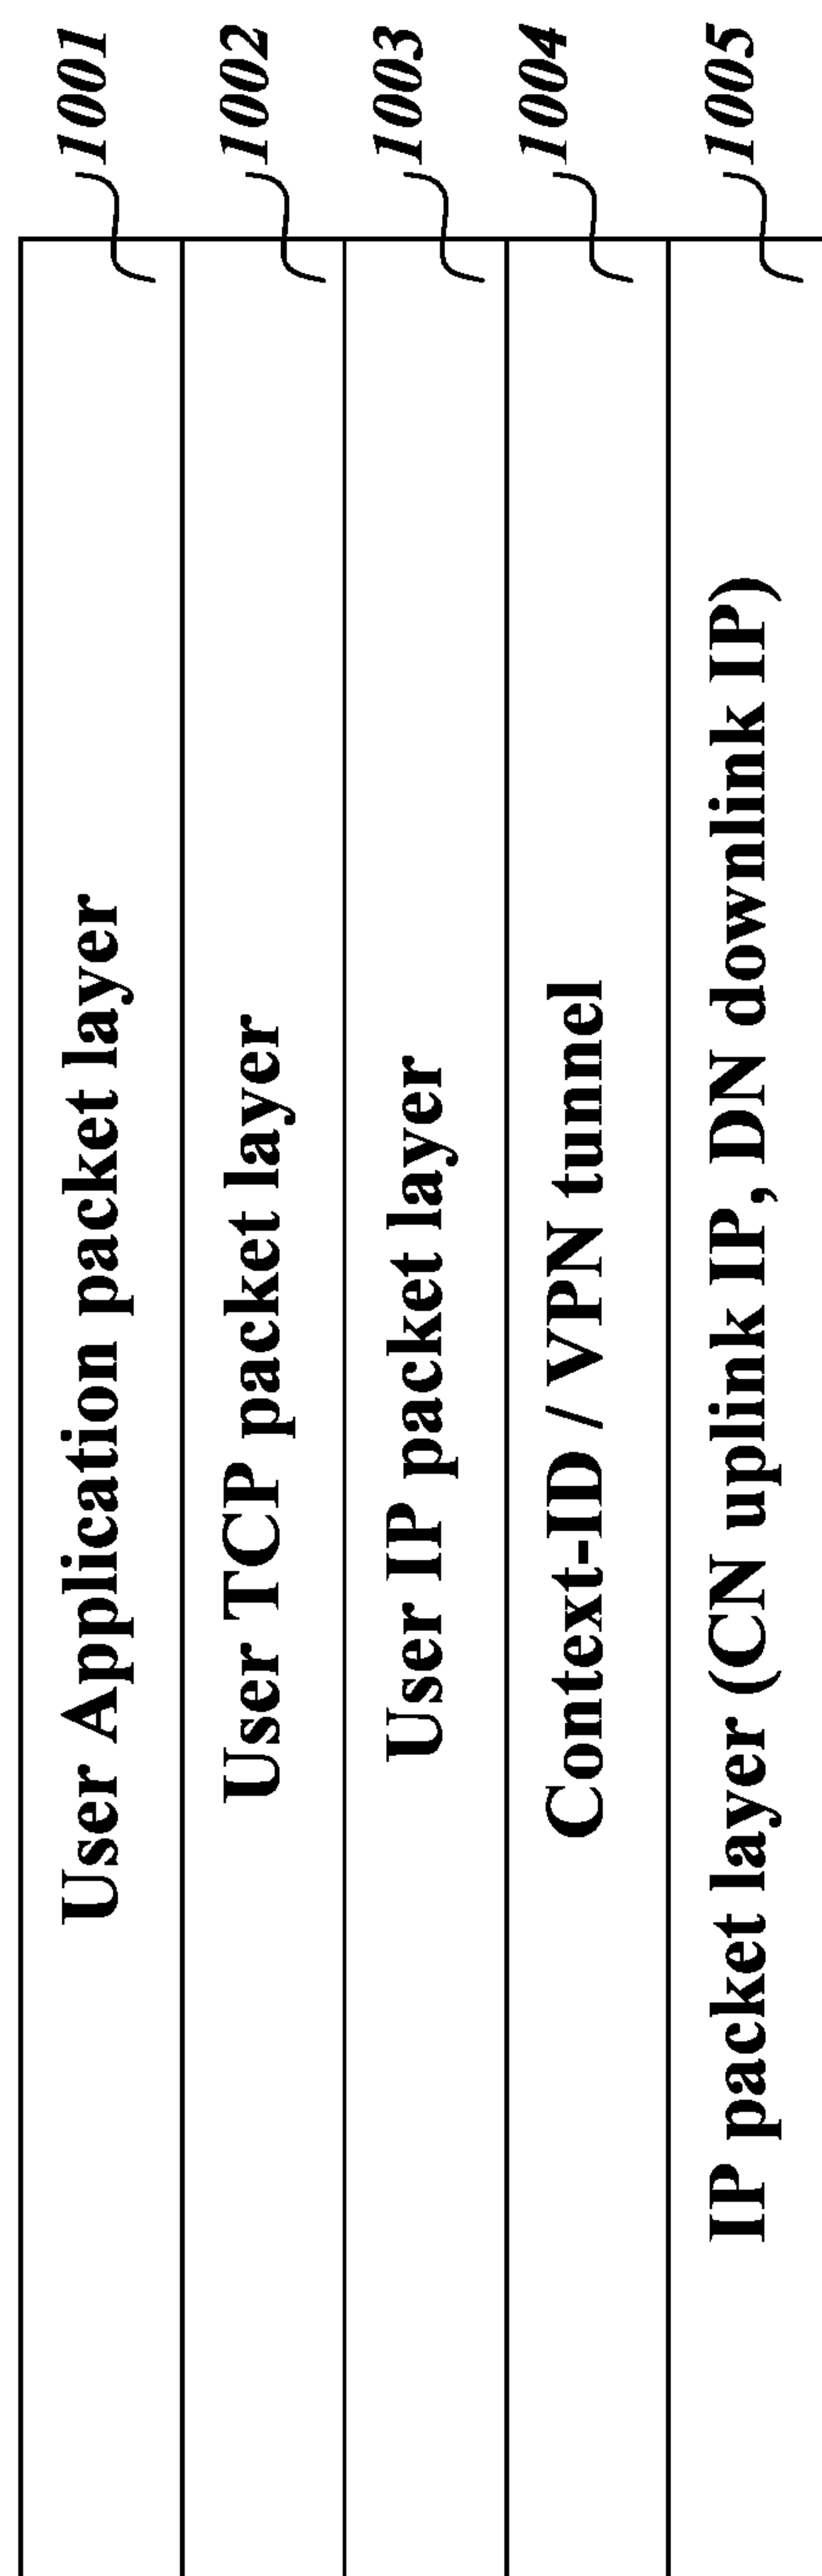 User Application packet layer 1001
User TCP packet layer 1002
User IP packet layer 1003
Context-ID / VPN tunnel 1004
IP packet layer (CN uplink IP, DN downlink IP) 1005